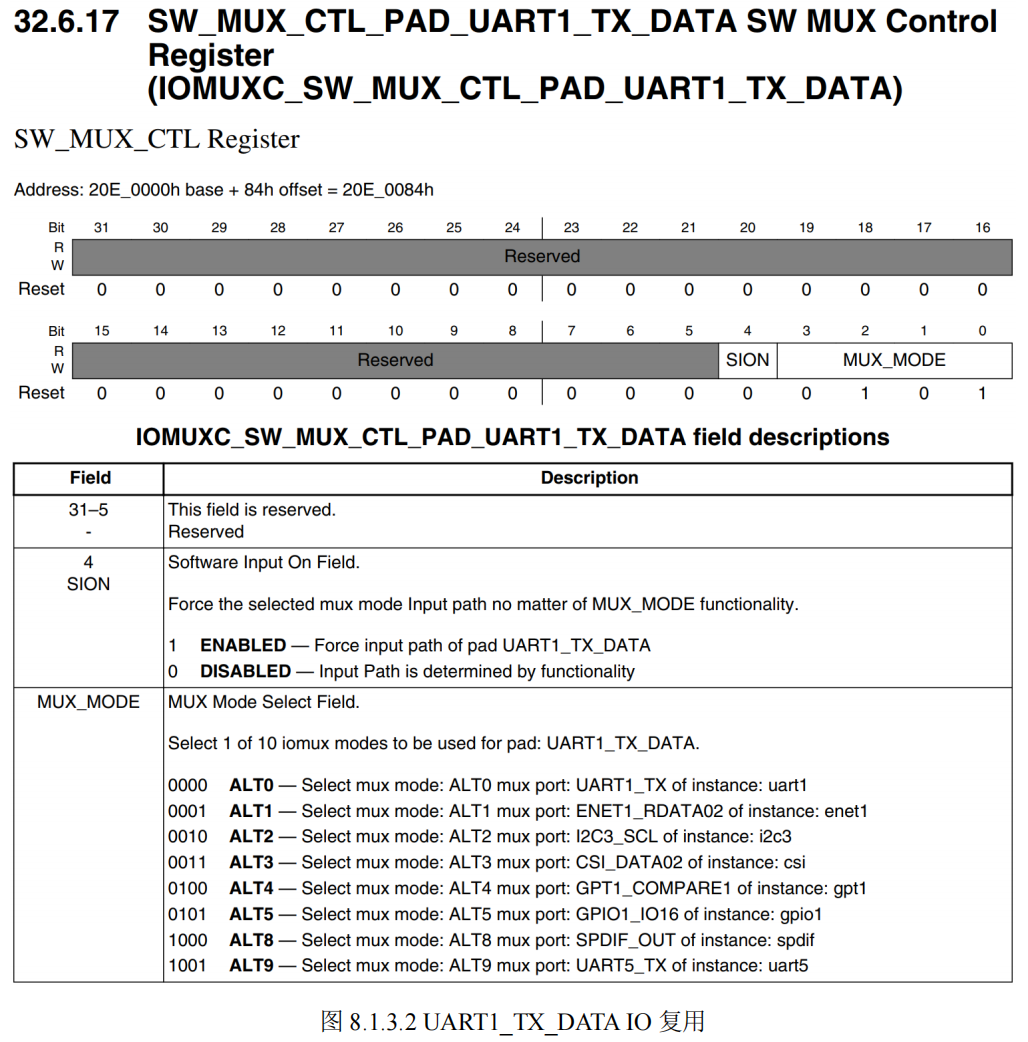 32.6.17 SW_MUX_CTL_PAD_UART1_TX_DATA SW MUX Control
Register
(IOMUXC_SW_MUX_CTL_PAD_UART1_TX_DATA)
SW_MUX_CTL Register
Address: 20E_0000h base + 84h offset = 20E_0084h
Bit 31 30 29 28 27 26 25 24 23 22 21 20 19 18 17 16
R
Reserved
W
Reset 0 0 0 0 0 0 0 0 0 0 0 0 0 0 0 0
Bit 15 14 13 12 11 10 9 8 7 6 5 4 3 2 1 0
R
Reserved SION MUX_MODE
W
Reset 0 0 0 0 0 0 0 0 0 0 0 0 0 1 0 1
IOMUXC_SW_MUX_CTL_PAD_UART1_TX_DATA field descriptions
Field Description
31–5 This field is reserved.
- Reserved
4 Software Input On Field.
SION
Force the selected mux mode Input path no matter of MUX_MODE functionality.
1 ENABLED — Force input path of pad UART1_TX_DATA
0 DISABLED — Input Path is determined by functionality
MUX_MODE MUX Mode Select Field.
Select 1 of 10 iomux modes to be used for pad: UART1_TX_DATA.
0000 ALT0 — Select mux mode: ALT0 mux port: UART1_TX of instance: uart1
0001 ALT1 — Select mux mode: ALT1 mux port: ENET1_RDATA02 of instance: enet1
0010 ALT2 — Select mux mode: ALT2 mux port: I2C3_SCL of instance: i2c3
0011 ALT3 — Select mux mode: ALT3 mux port: CSI_DATA02 of instance: csi
0100 ALT4 — Select mux mode: ALT4 mux port: GPT1_COMPARE1 of instance: gpt1
0101 ALT5 — Select mux mode: ALT5 mux port: GPIO1_IO16 of instance: gpio1
1000 ALT8 — Select mux mode: ALT8 mux port: SPDIF_OUT of instance: spdif
1001 ALT9 — Select mux mode: ALT9 mux port: UART5_TX of instance: uart5
图 8.1.3.2 UART1_TX_DATA IO 复用